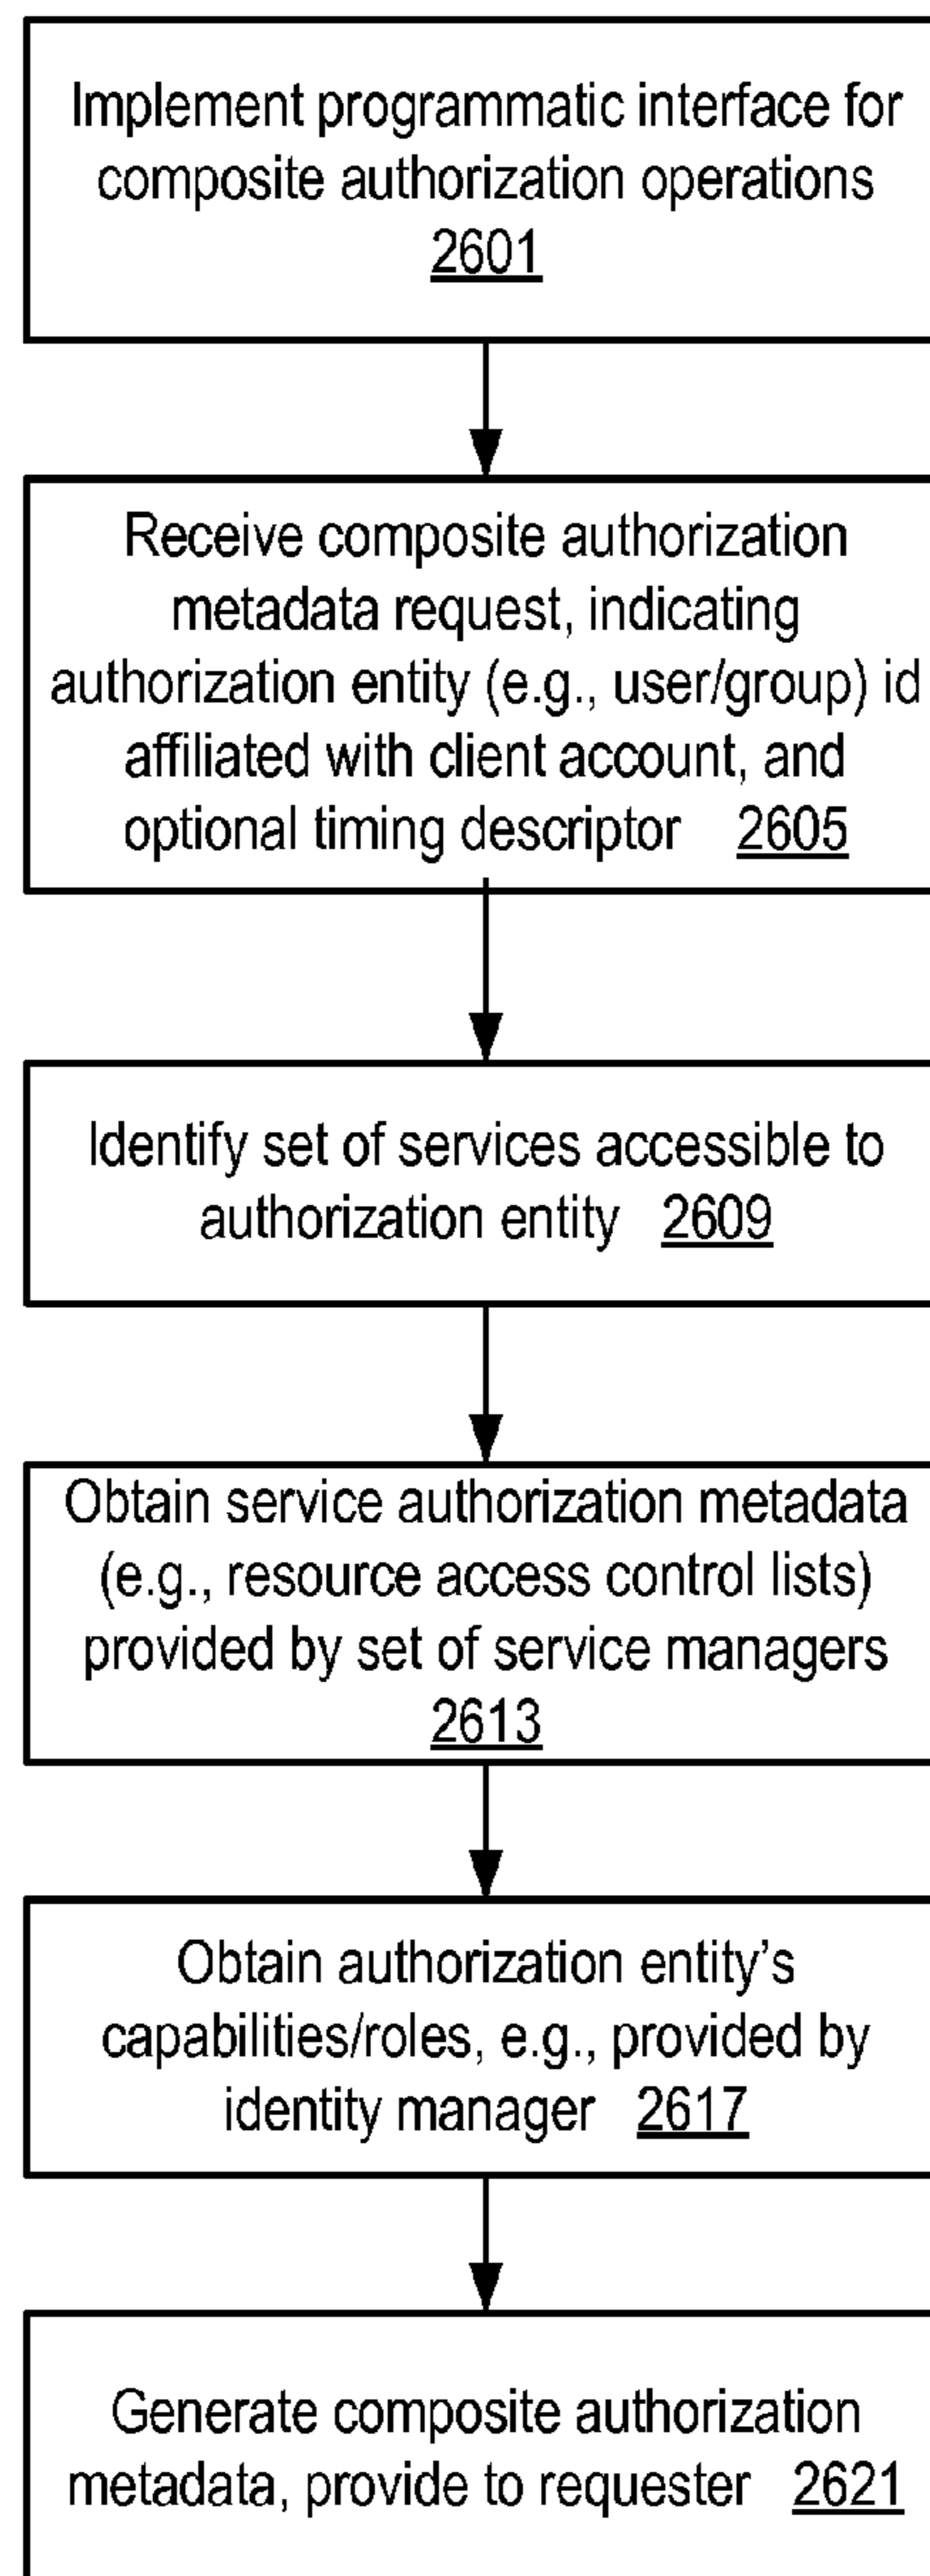 Implement programmatic interface for
composite authorization operations
2601
Receive composite authorization
metadata request, indicating
authorization entity (e.g., user/group) id
affiliated with client account, and
optional timing descriptor 2605
Identify set of services accessible to
authorization entity 2609
Obtain service authorization metadata
(e.g., resource access control lists)
provided by set of service managers
2613
Obtain authorization entity’s
capabilities/roles, e.g., provided by
identity manager 2617
Generate composite authorization
metadata, provide to requester 2621